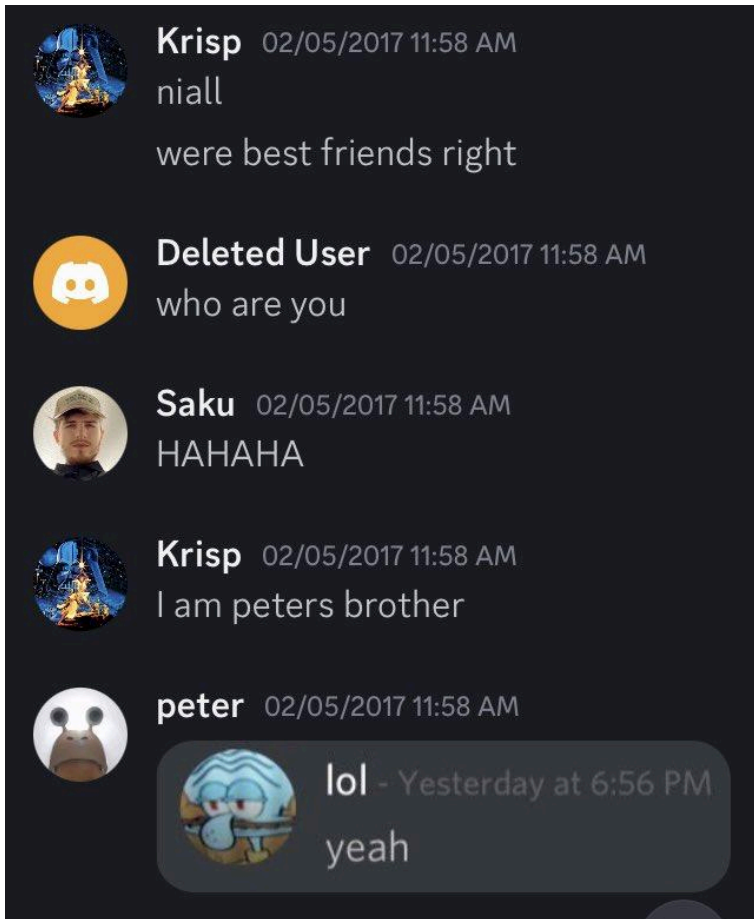 Krisp 02/05/2017 11:58 AM
niall
were best friends right
Deleted User 02/05/2017 11:58 AM
who are you
Saku 02/05/2017 11:58 AM
HAHAHA
Krisp 02/05/2017 11:58 AM
I am peters brother
peter 02/05/2017 11:58 AM
lol - Yesterday at 6:56 PM
yeah